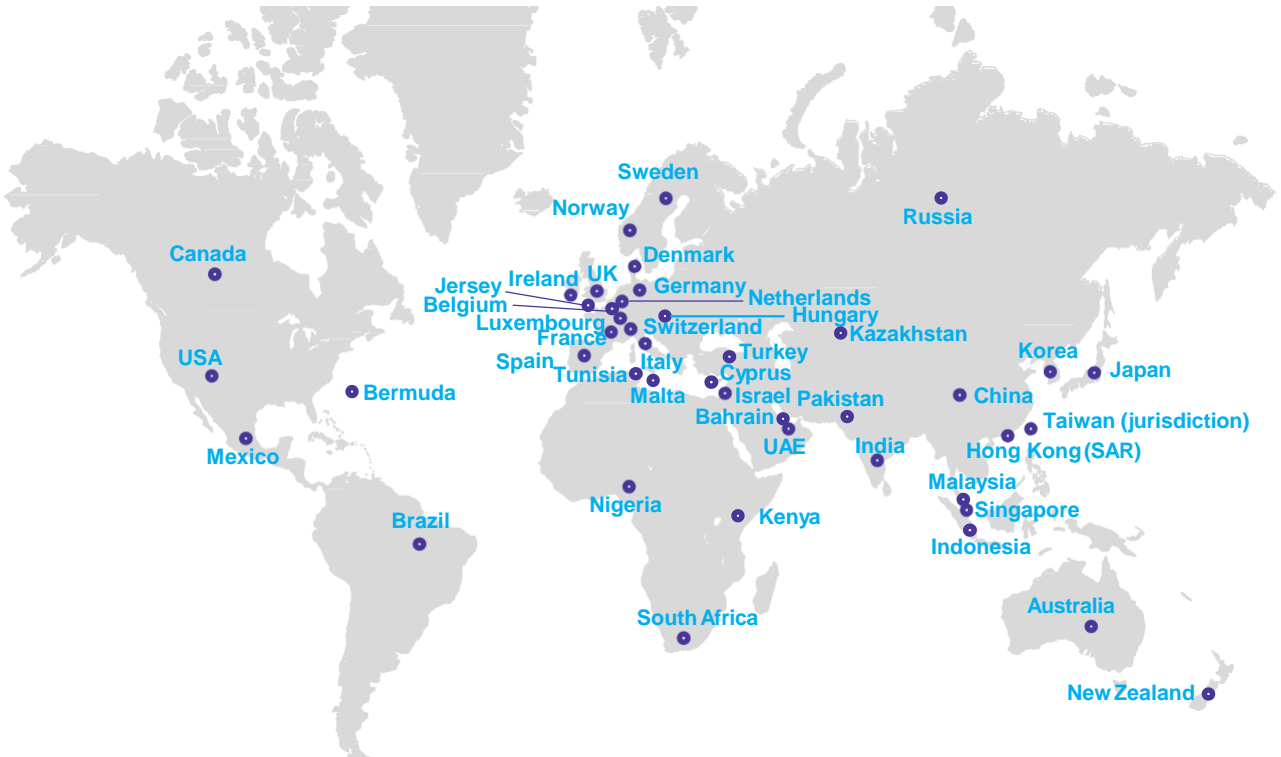 Sweden
Norway
Russia
Canada
Denmark
Jersey
Ireland
UK
Germany
Netherlands
Belgium
Hungary
Luxembourg
Switzerland
France
Kazakhstan
USA
Spain
Italy
Turkey
Korea
Japan
Tunisia
Cyprus
Bermuda
Malta
Israel
China
Bahrain
Pakistan
Taiwan (jurisdiction)
UAE
India
Hong Kong (SAR)
Mexico
Malaysia
Nigeria
Singapore
Brazil
Kenya
Indonesia
Australia
South Africa
New Zealand